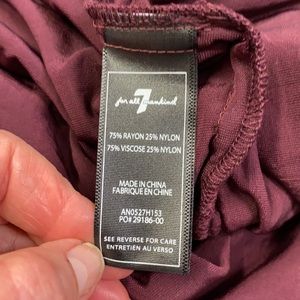 7
for all mankind
75% RAYON 25% NYLON
75% VISCOSE 25% NYLON
MADE IN CHINA
FABRIQUE EN CHINE
AN0527H153
PO# 29186-00
SEE REVERSE FOR CARE
ENTRETIEN AU VERSO